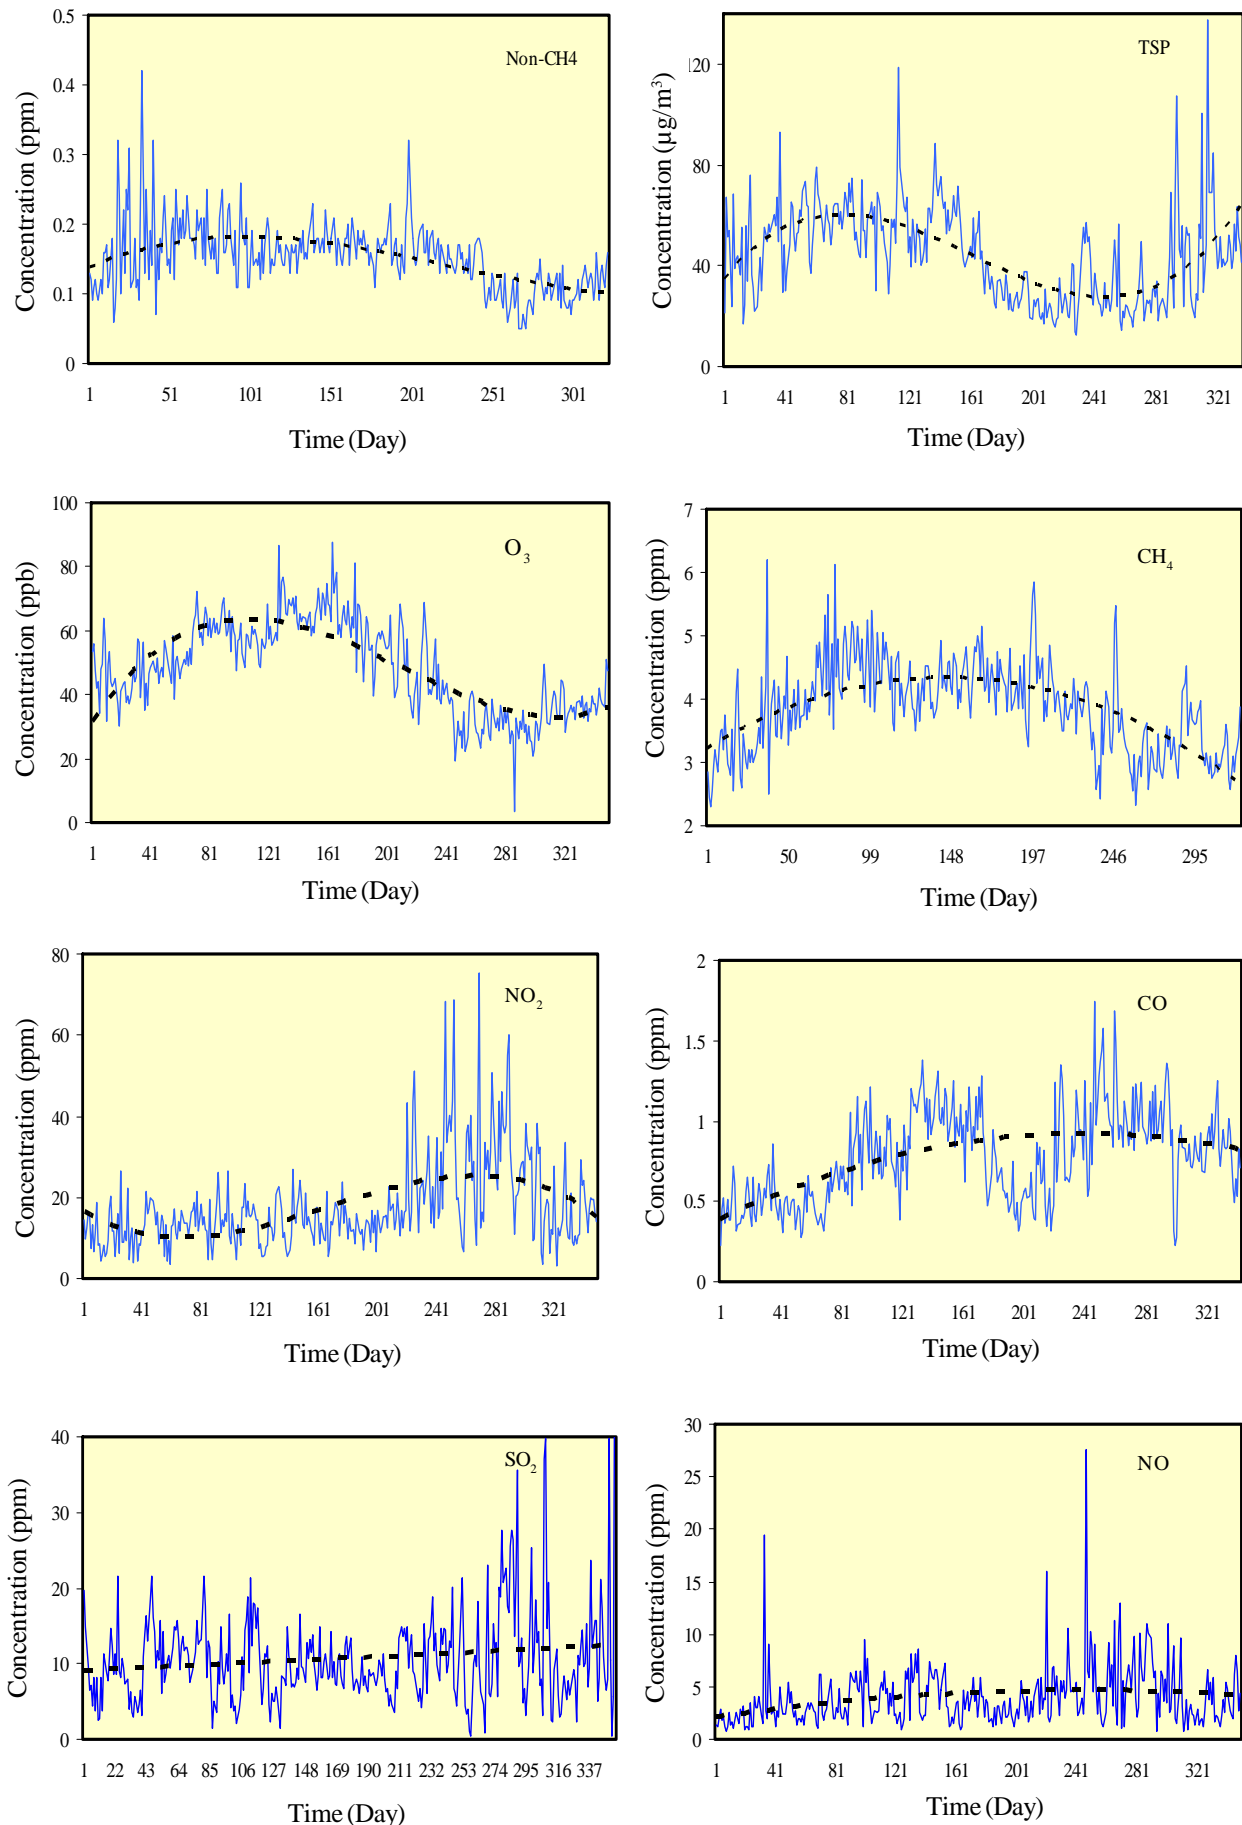 0.5
0.4
0.3
0.2
0.1
0
Concentration (ppm)
Non-CH4
1 51 101 151 201 251 301
Time (Day)
120
80
40
0
Concentration (µg/m³)
TSP
1 41 81 121 161 201 241 281 321
Time (Day)
100
80
60
40
20
0
Concentration (ppb)
O₃
1 41 81 121 161 201 241 281 321
Time (Day)
7
6
5
4
3
2
Concentration (ppm)
CH₄
1 50 99 148 197 246 295
Time (Day)
80
60
40
20
0
Concentration (ppm)
NO₂
1 41 81 121 161 201 241 281 321
Time (Day)
2
1.5
1
0.5
0
Concentration (ppm)
CO
1 41 81 121 161 201 241 281 321
Time (Day)
40
30
20
10
0
Concentration (ppm)
SO₂
1 22 43 64 85 106 127 148 169 190 211 232 253 274 295 316 337
Time (Day)
30
25
20
15
10
5
0
Concentration (ppm)
NO
1 41 81 121 161 201 241 281 321
Time (Day)